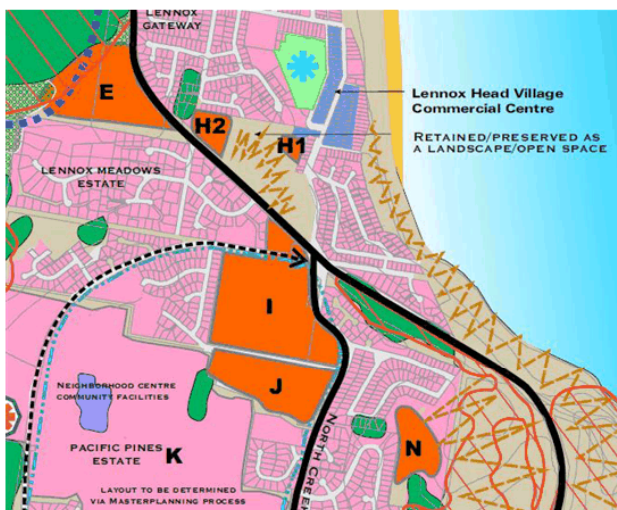 LENNOX
GATEWAY
E
Lennox Head Village
Commercial Centre
H2
RETAINED/PRESERVED AS
A LANDSCAPE/OPEN SPACE
H1
LENNOX MEADOWS
ESTATE
I
J
NEIGHBORHOOD CENTRE
COMMUNITY FACILITIES
N
PACIFIC PINES
ESTATE
K
NORTH CREEK
LAYOUT TO BE DETERMINED
VIA MASTERPLANNING PROCESS